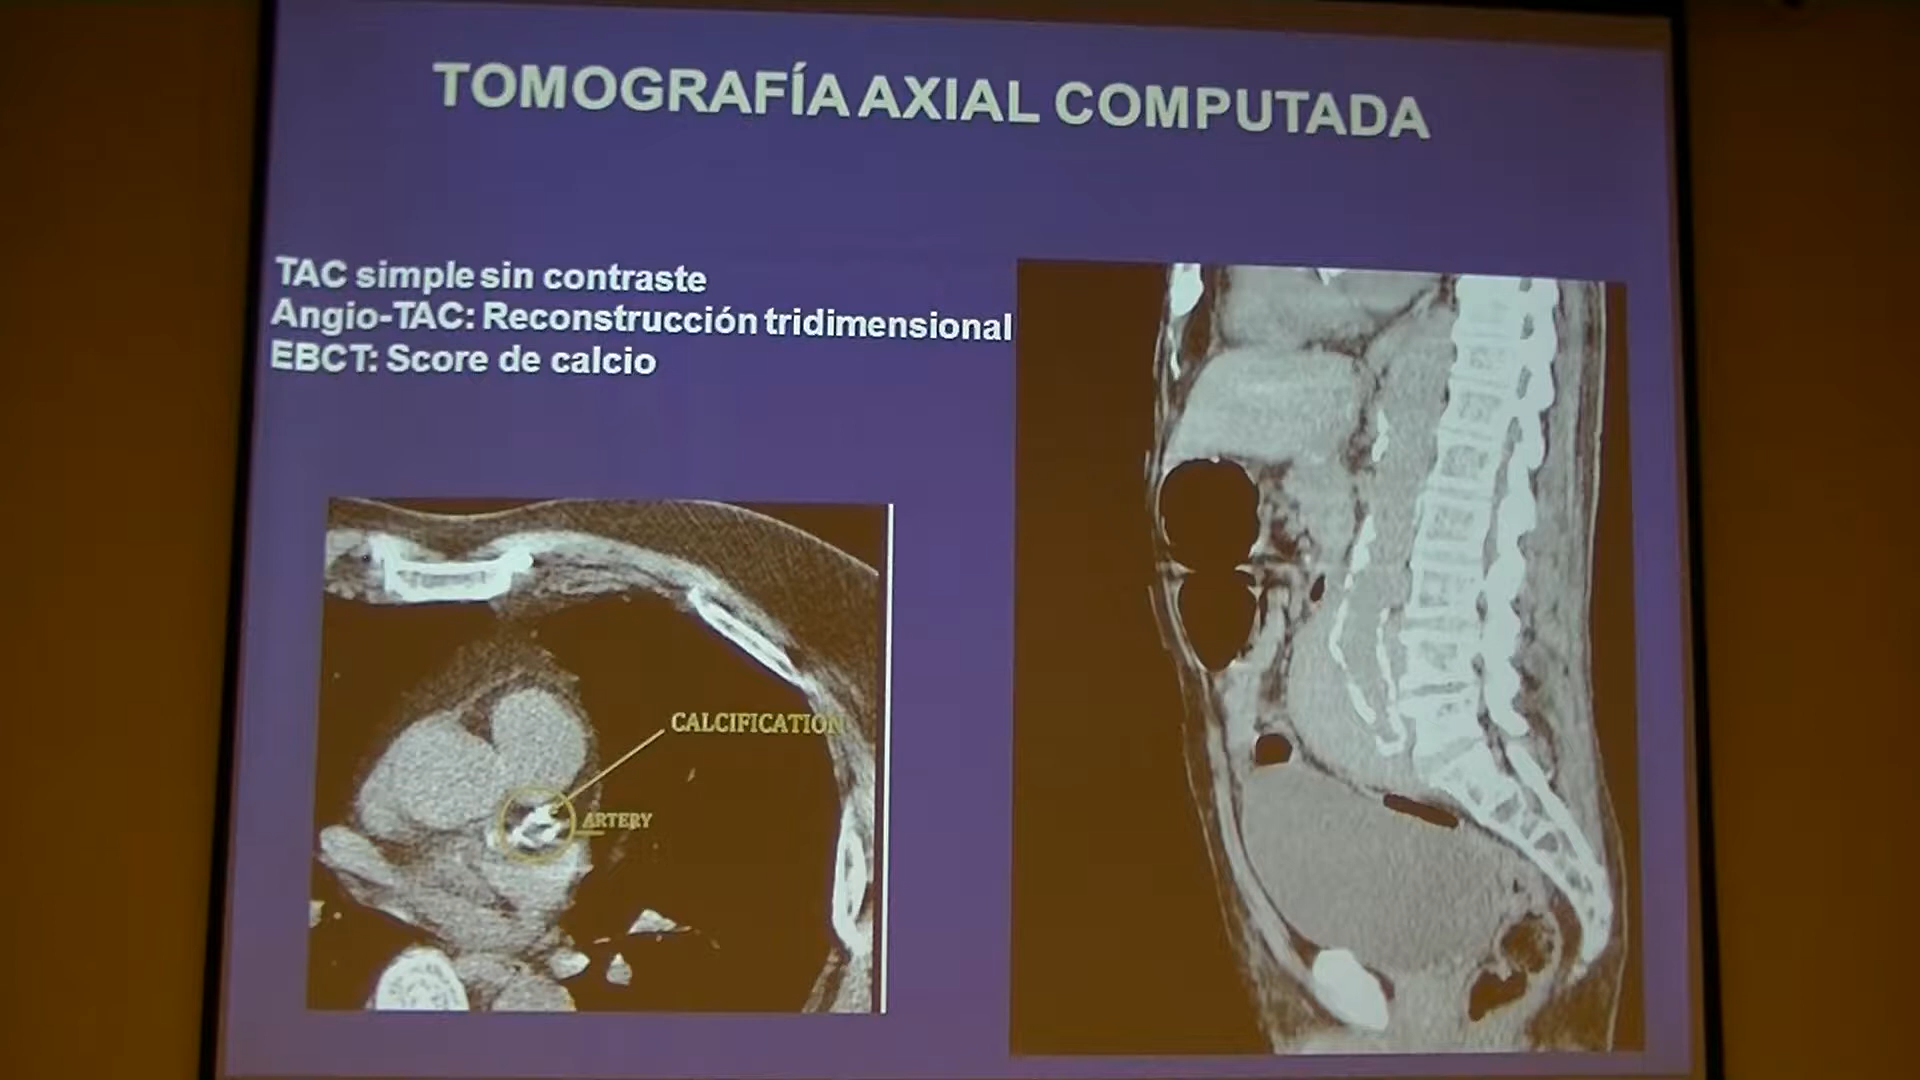 TOMOGRAFÍA AXIAL COMPUTADA
TAC simple sin contraste
Angio-TAC: Reconstrucción tridimensional
EBCT: Score de calcio
CALCIFICATION
ARTERY